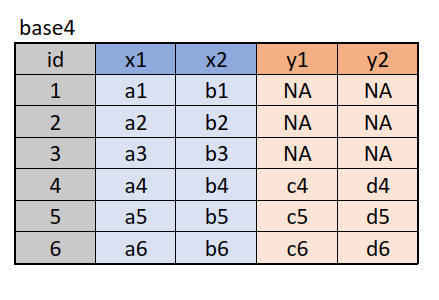 base4
id x1 x2 y1 y2
1 a1 b1 NA NA
2 a2 b2 NA NA
3 a3 b3 NA NA
4 a4 b4 c4 d4
5 a5 b5 c5 d5
6 a6 b6 c6 d6